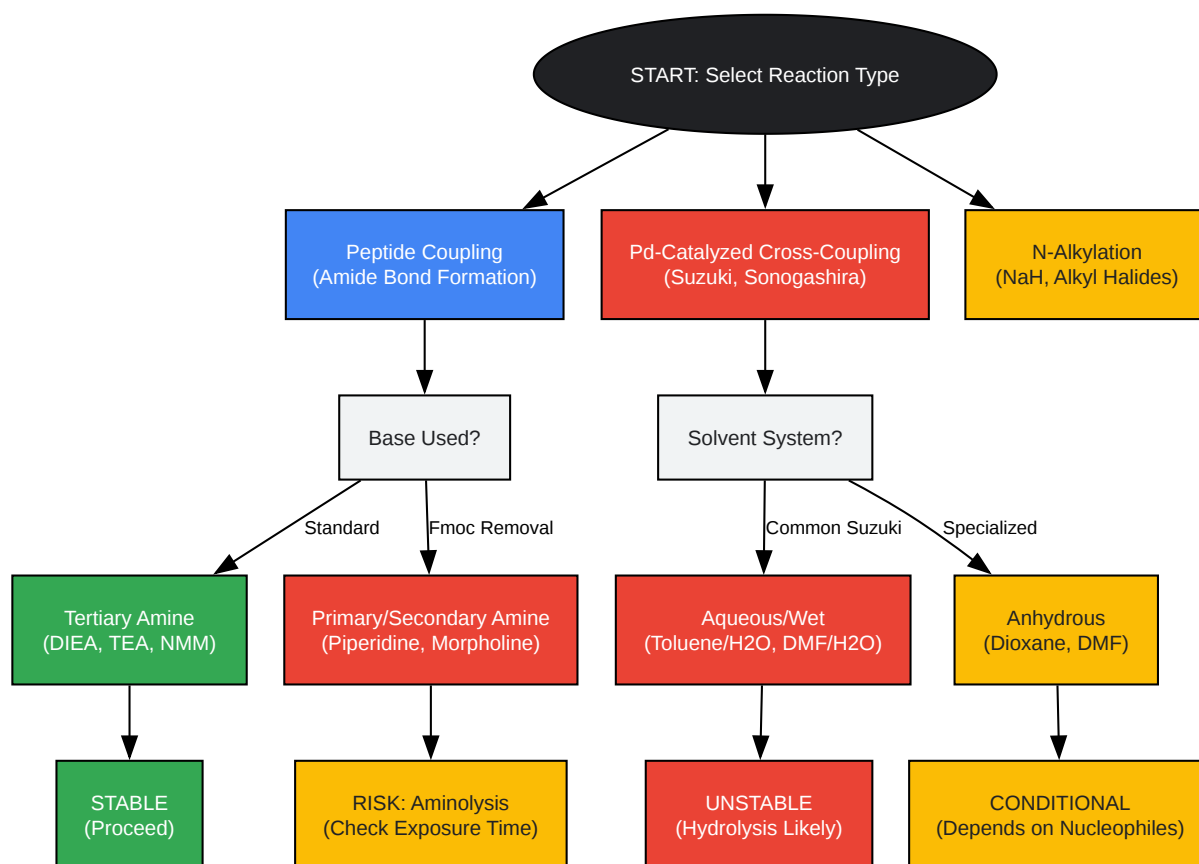 START: Select Reaction Type
Peptide Coupling
(Amide Bond Formation)
Pd-Catalyzed Cross-Coupling
(Suzuki, Sonogashira)
N-Alkylation
(NaH, Alkyl Halides)
Base Used?
Solvent System?
Standard
Fmoc Removal
Common Suzuki
Specialized
Tertiary Amine
(DIEA, TEA, NMM)
Primary/Secondary Amine
(Piperidine, Morpholine)
Aqueous/Wet
(Toluene/H2O, DMF/H2O)
Anhydrous
(Dioxane, DMF)
STABLE
(Proceed)
RISK: Aminolysis
(Check Exposure Time)
UNSTABLE
(Hydrolysis Likely)
CONDITIONAL
(Depends on Nucleophiles)